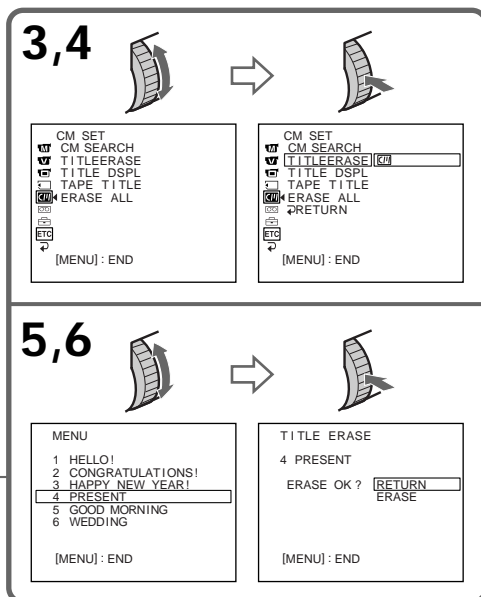 3,4
CM SET
CM SEARCH
TITLEERASE
TITLE DSPL
TAPE TITLE
ERASE ALL
ETC
[MENU] : END
CM SET
CM SEARCH
TITLEERASE
TITLE DSPL
TAPE TITLE
ERASE ALL
RETURN
ETC
[MENU] : END
5,6
MENU
1 HELLO!
2 CONGRATULATIONS!
3 HAPPY NEW YEAR!
4 PRESENT
5 GOOD MORNING
6 WEDDING
[MENU] : END
TITLE ERASE
4 PRESENT
ERASE OK? RETURN
ERASE
[MENU] : END